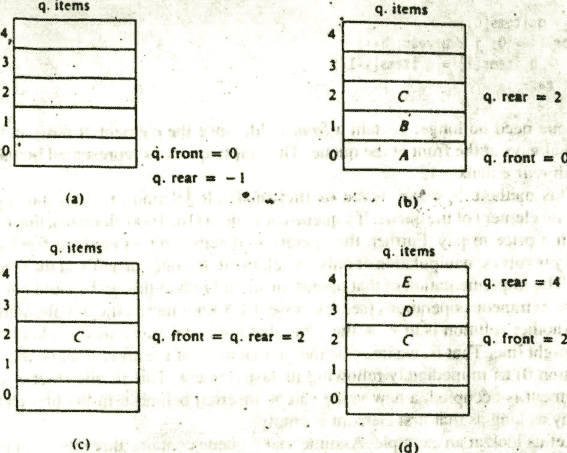 q. items
4
3
2
1
0
q. front = 0
q. rear = −1
(a)
q. items
4
3
2 C
1 B
0 A
q. rear = 2
q. front = 0
(b)
q. items
4
3
2 C
1
0
q. front = q. rear = 2
(c)
q. items
4 E
3 D
2 C
1
0
q. rear = 4
q. front = 2
(d)